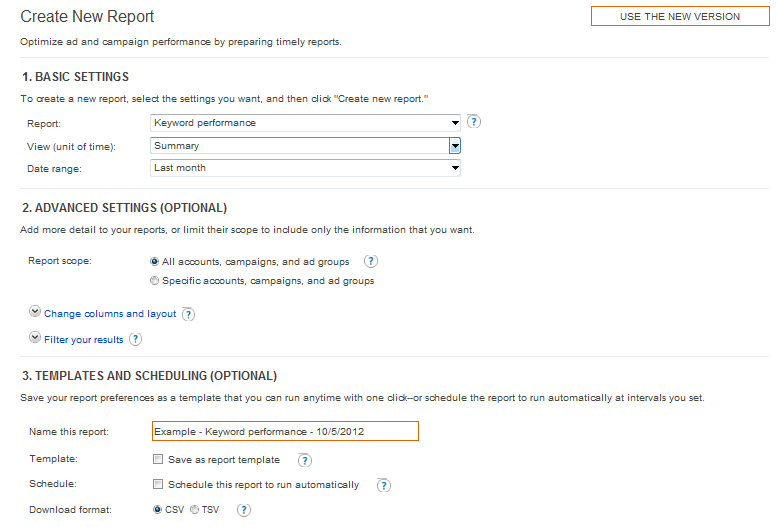 Create New Report
USE THE NEW VERSION
Optimize ad and campaign performance by preparing timely reports.
1. BASIC SETTINGS
To create a new report, select the settings you want, and then click "Create new report."
Report: Keyword performance ?
View (unit of time): Summary
Date range: Last month
2. ADVANCED SETTINGS (OPTIONAL)
Add more detail to your reports, or limit their scope to include only the information that you want.
Report scope: All accounts, campaigns, and ad groups ?
Specific accounts, campaigns, and ad groups
Change columns and layout ?
Filter your results ?
3. TEMPLATES AND SCHEDULING (OPTIONAL)
Save your report preferences as a template that you can run anytime with one click--or schedule the report to run automatically at intervals you set.
Name this report: Example - Keyword performance - 10/5/2012
Template: Save as report template ?
Schedule: Schedule this report to run automatically ?
Download format: CSV TSV ?